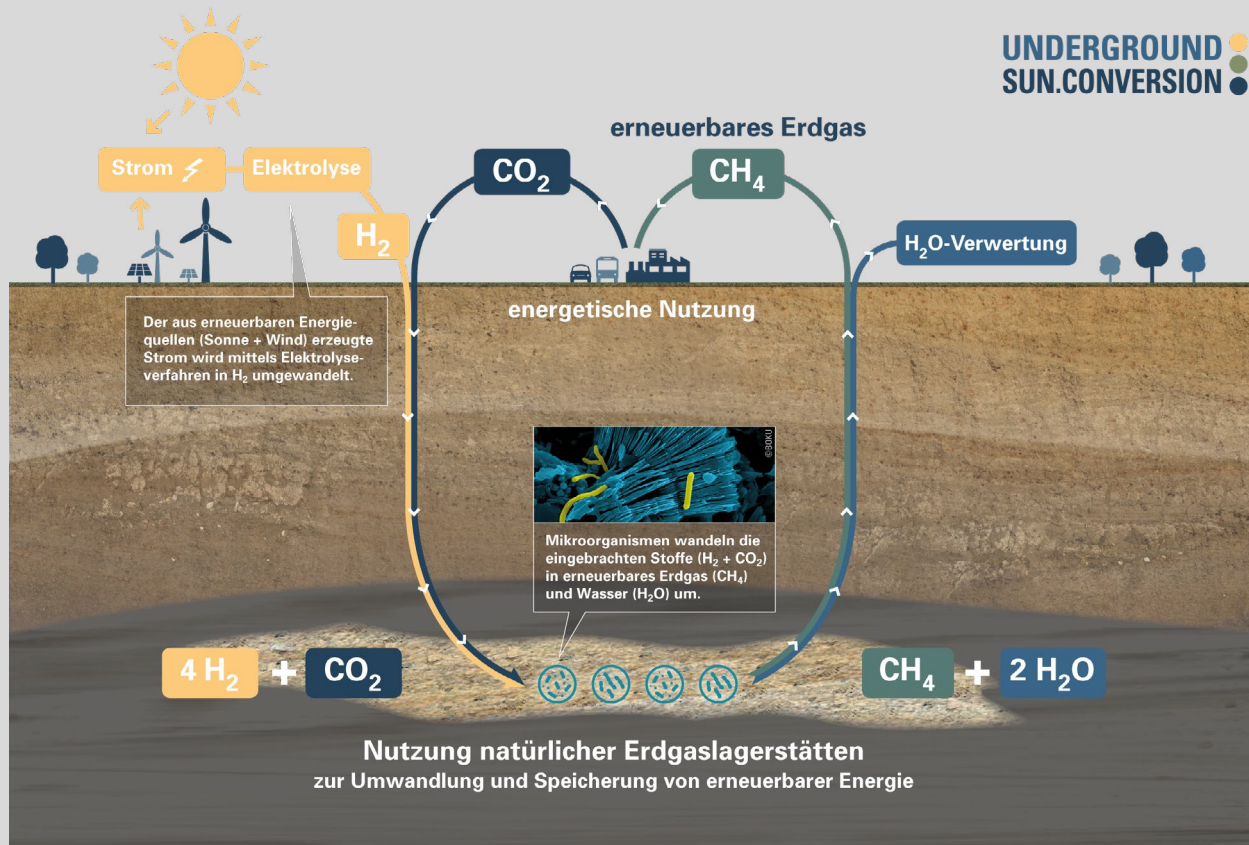 UNDERGROUND
SUN.CONVERSION
erneuerbares Erdgas
Strom
Elektrolyse
CO₂
CH₄
H₂
H₂O-Verwertung
energetische Nutzung
Der aus erneuerbaren Energie-
quellen (Sonne + Wind) erzeugte
Strom wird mittels Elektrolyse-
verfahren in H₂ umgewandelt.
©BOKU
Mikroorganismen wandeln die
eingebrachten Stoffe (H₂ + CO₂)
in erneuerbares Erdgas (CH₄)
und Wasser (H₂O) um.
4 H₂ + CO₂
CH₄ + 2 H₂O
Nutzung natürlicher Erdgaslagerstätten
zur Umwandlung und Speicherung von erneuerbarer Energie